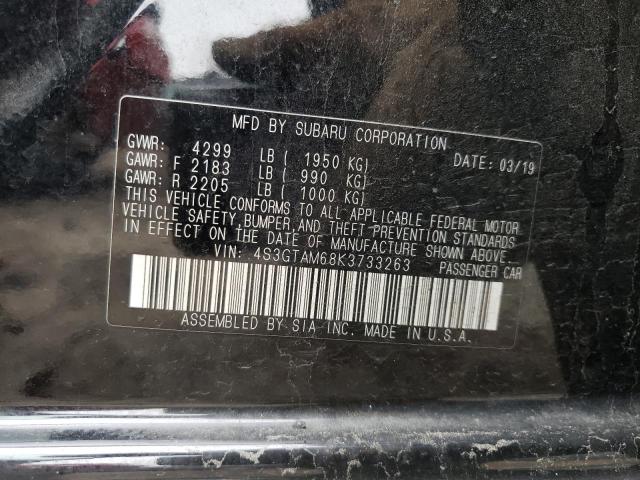 MFD BY SUBARU CORPORATION
GVWR: 4299 LB ( 1950 KG) DATE: 03/19
GAWR: F 2183 LB ( 990 KG)
GAWR: R 2205 LB ( 1000 KG)
THIS VEHICLE CONFORMS TO ALL APPLICABLE FEDERAL MOTOR
VEHICLE SAFETY, BUMPER, AND THEFT PREVENTION STANDARDS
IN EFFECT ON THE DATE OF MANUFACTURE SHOWN ABOVE.
VIN: 4S3GTAM68K3733263 PASSENGER CAR
ASSEMBLED BY SIA INC. MADE IN U.S.A.